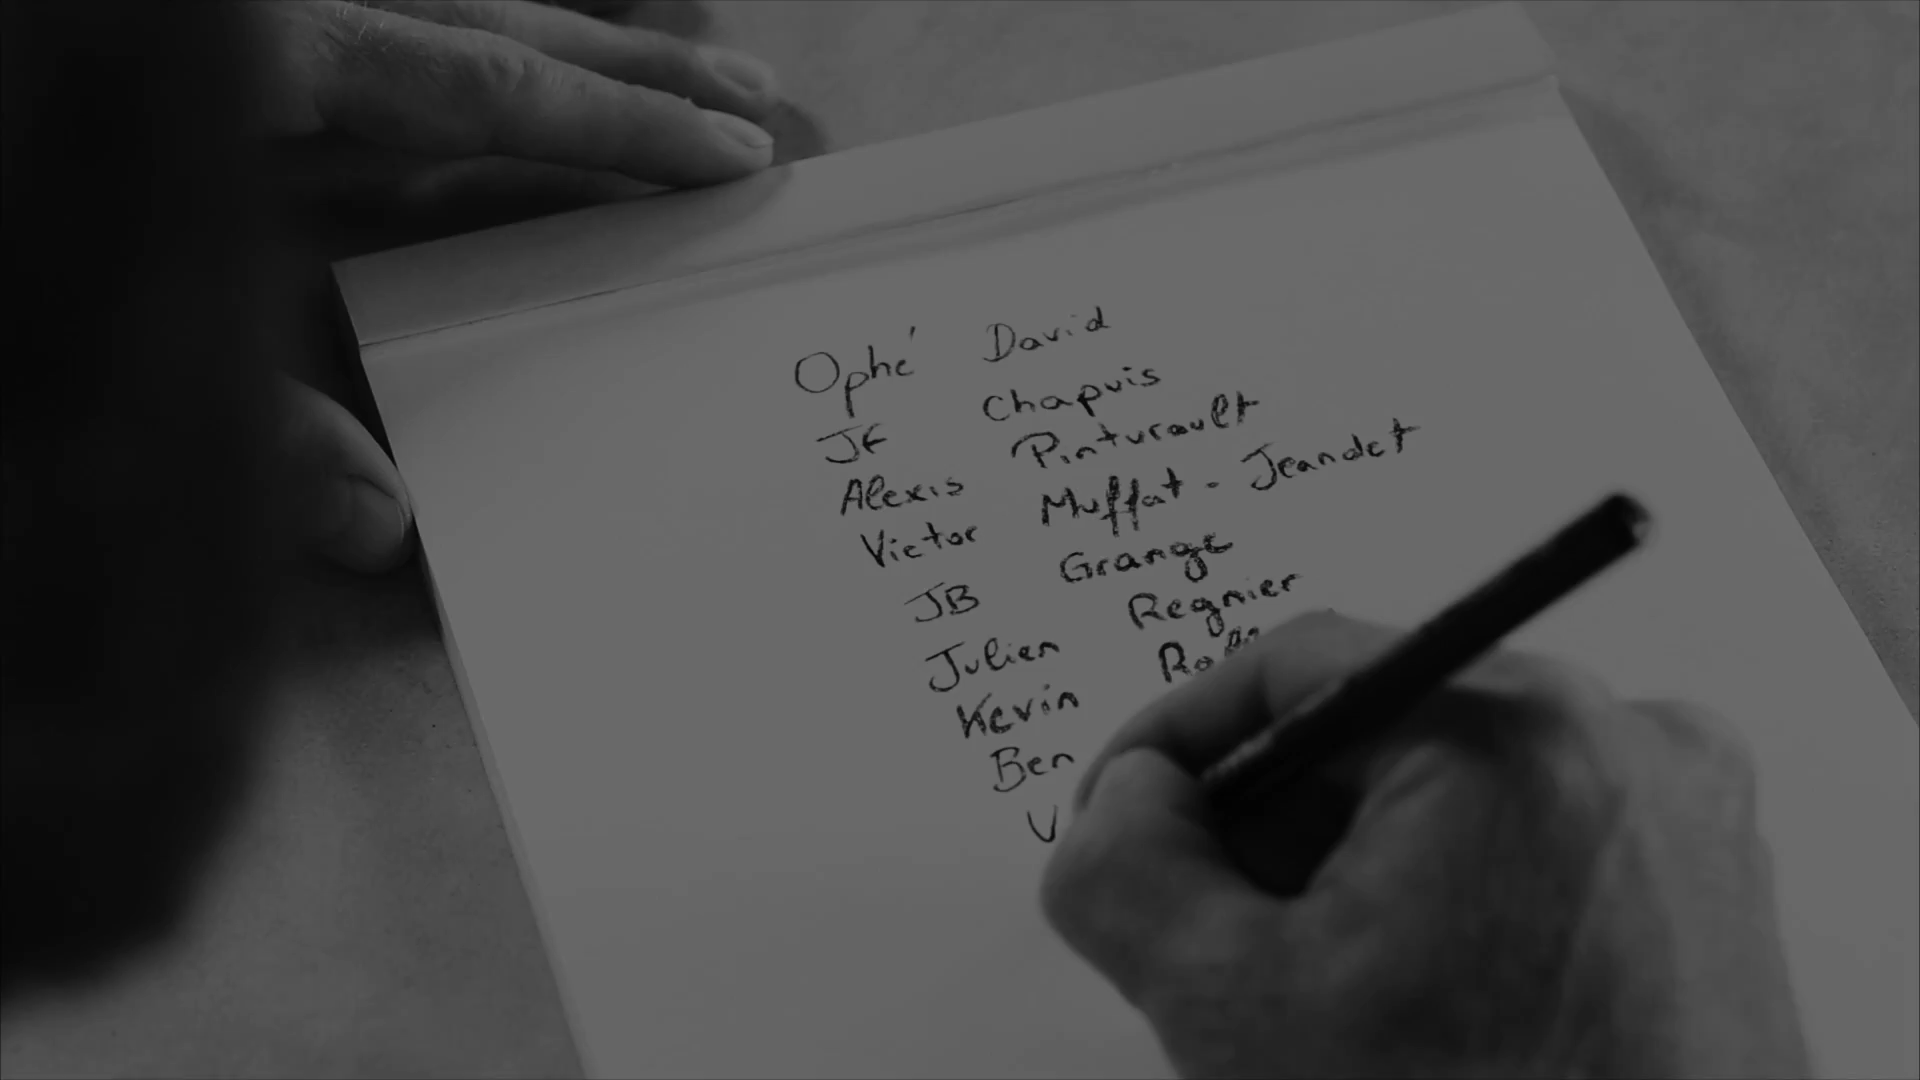 Ophé David
JF Chapuis
Alexis Pinturault
Victor Muffat-Jeandet
JB Grange
Julien Regnier
Kevin
Ben
V